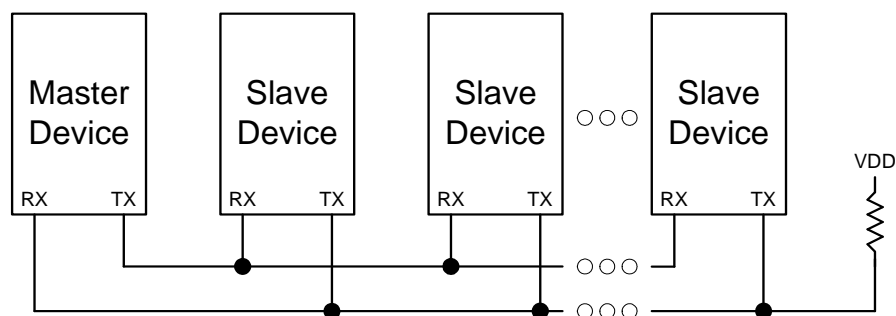 Master
Device
Slave
Device
Slave
Device
Slave
Device
VDD
RX TX
RX TX
RX TX
RX TX